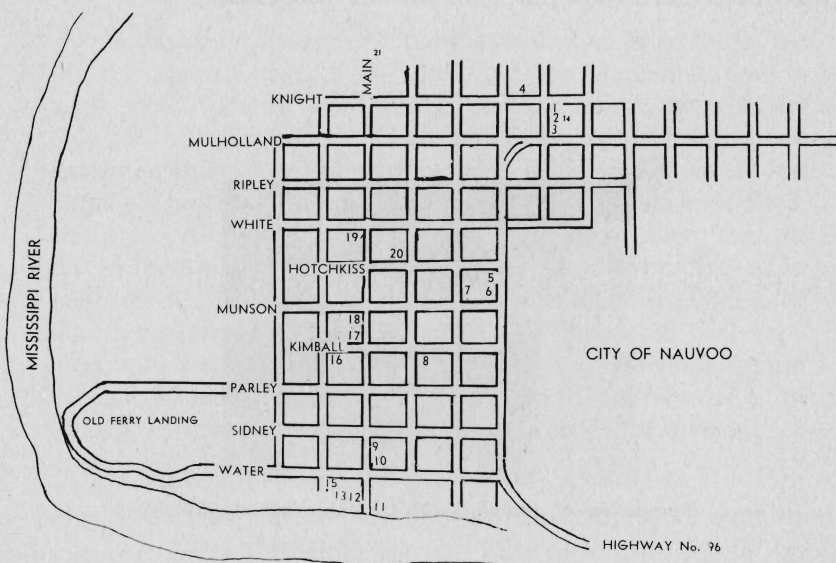 MAIN 21
KNIGHT 4
1
2 14
3
MULHOLLAND
RIPLEY
WHITE
19
20
HOTCHKISS
5
7 6
MUNSON
18
17
KIMBALL
16 8
CITY OF NAUVOO
MISSISSIPPI RIVER
PARLEY
OLD FERRY LANDING
SIDNEY
9
10
WATER
15
13 12
11
HIGHWAY No. 96